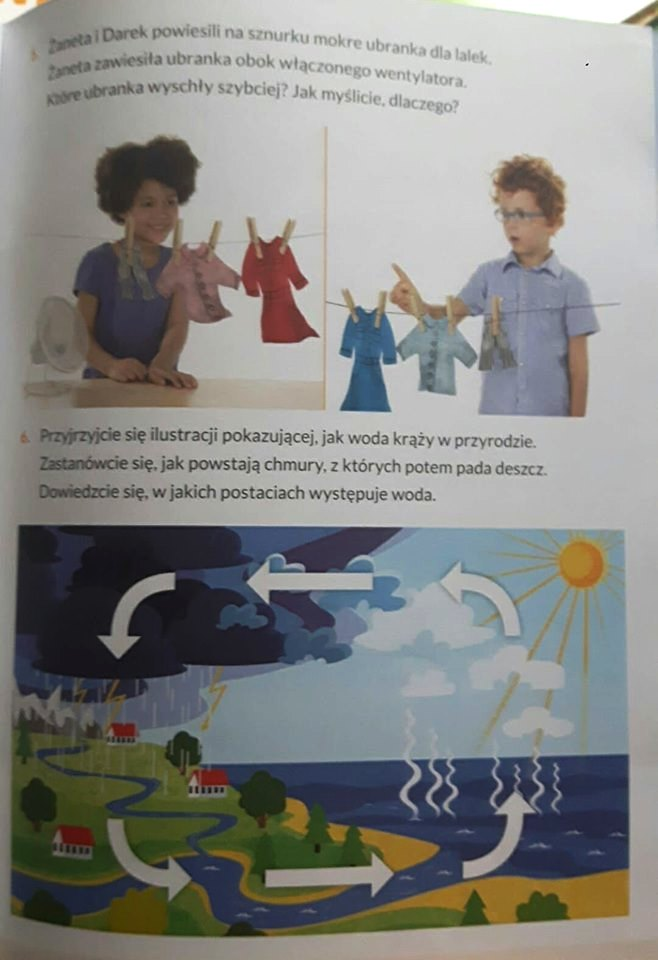 5. Żaneta i Darek powiesili na sznurku mokre ubranka dla lalek.
Żaneta zawiesiła ubranka obok włączonego wentylatora.
Które ubranka wyschły szybciej? Jak myślicie, dlaczego?
6. Przyjrzyjcie się ilustracji pokazującej, jak woda krąży w przyrodzie.
Zastanówcie się, jak powstają chmury, z których potem pada deszcz.
Dowiedzcie się, w jakich postaciach występuje woda.